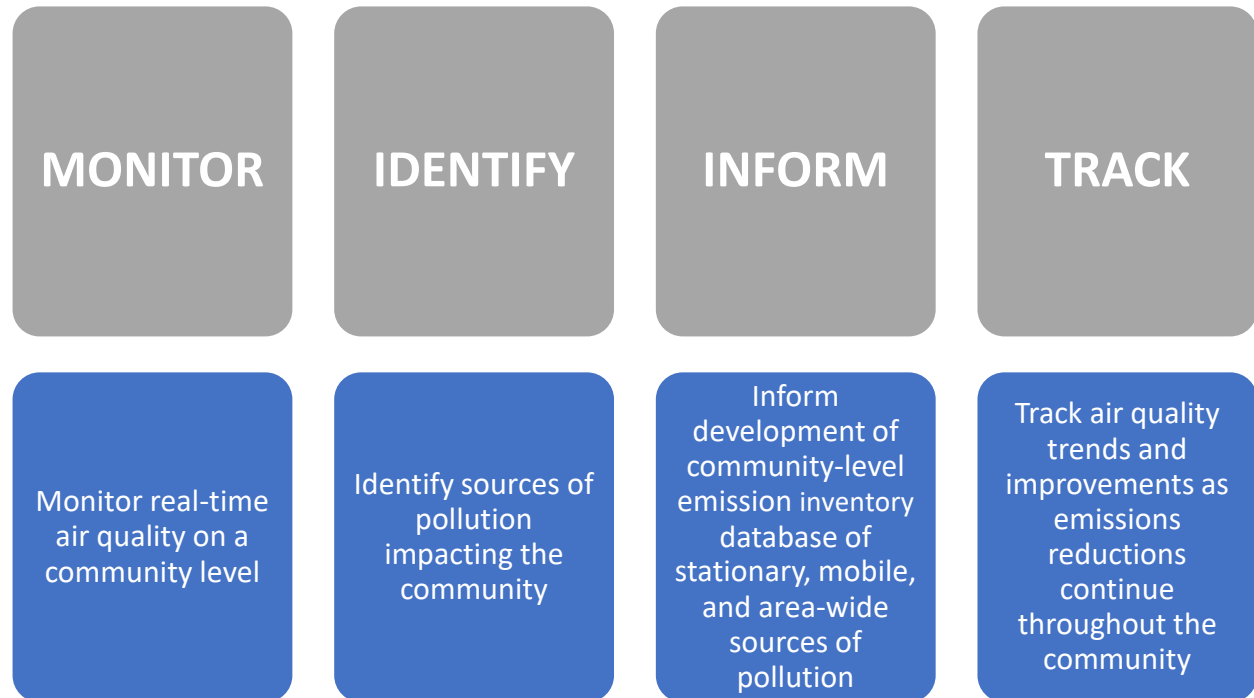 MONITOR
IDENTIFY
INFORM
TRACK
Monitor real-time
air quality on a
community level
Identify sources of
pollution
impacting the
community
Inform
development of
community-level
emission inventory
database of
stationary, mobile,
and area-wide
sources of
pollution
Track air quality
trends and
improvements as
emissions
reductions
continue
throughout the
community